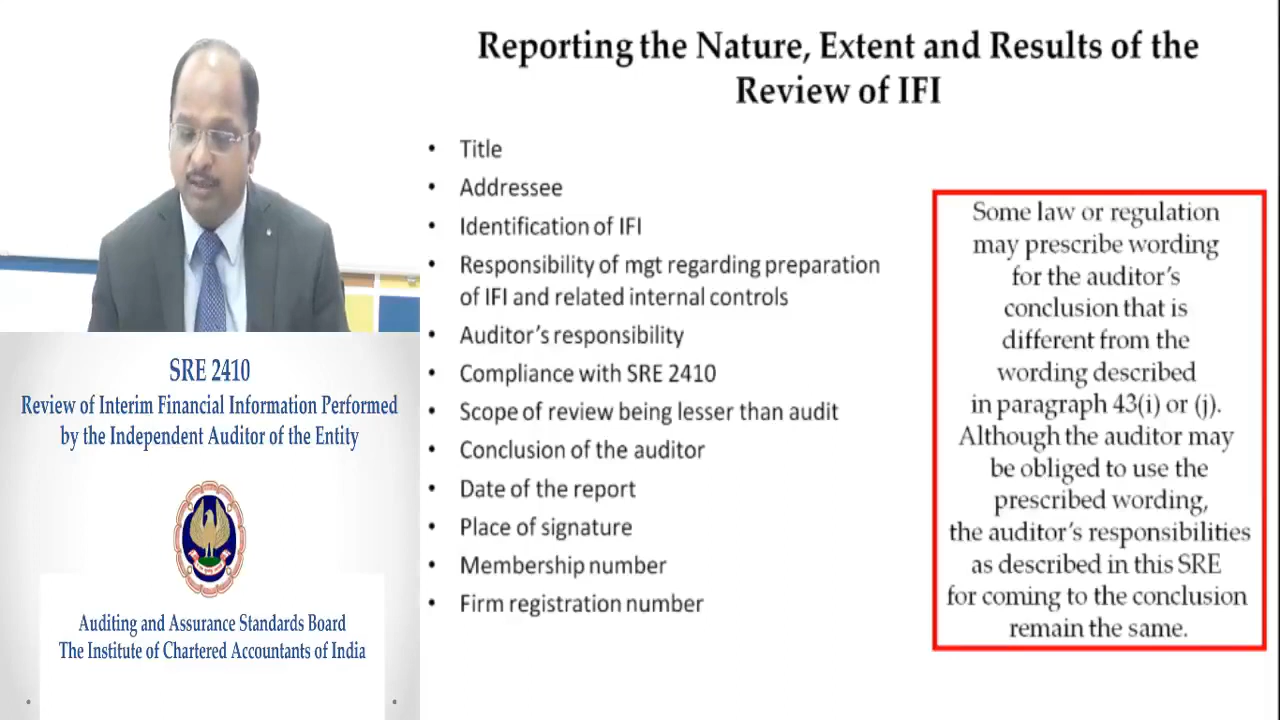 Reporting the Nature, Extent and Results of the
Review of IFI
• Title
• Addressee
• Identification of IFI
• Responsibility of mgt regarding preparation
of IFI and related internal controls
• Auditor's responsibility
• Compliance with SRE 2410
• Scope of review being lesser than audit
• Conclusion of the auditor
• Date of the report
• Place of signature
• Membership number
• Firm registration number
Some law or regulation
may prescribe wording
for the auditor's
conclusion that is
different from the
wording described
in paragraph 43(i) or (j).
Although the auditor may
be obliged to use the
prescribed wording,
the auditor's responsibilities
as described in this SRE
for coming to the conclusion
remain the same.
SRE 2410
Review of Interim Financial Information Performed
by the Independent Auditor of the Entity
Auditing and Assurance Standards Board
The Institute of Chartered Accountants of India